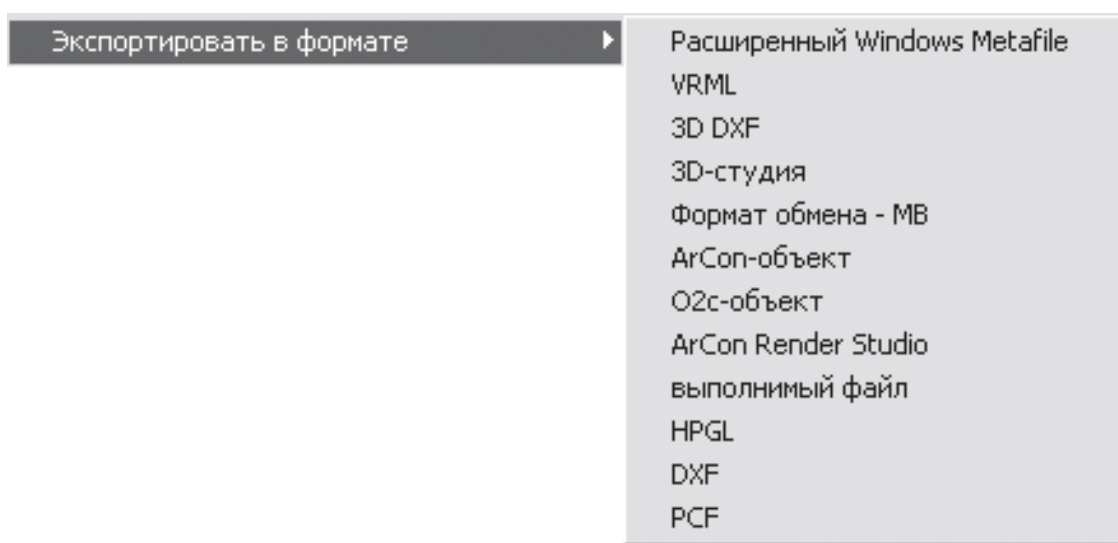 Экспортировать в формате
Расширенный Windows Metafile
VRML
3D DXF
3D-студия
Формат обмена - MB
ArCon-объект
O2c-объект
ArCon Render Studio
выполнимый файл
HPGL
DXF
PCF